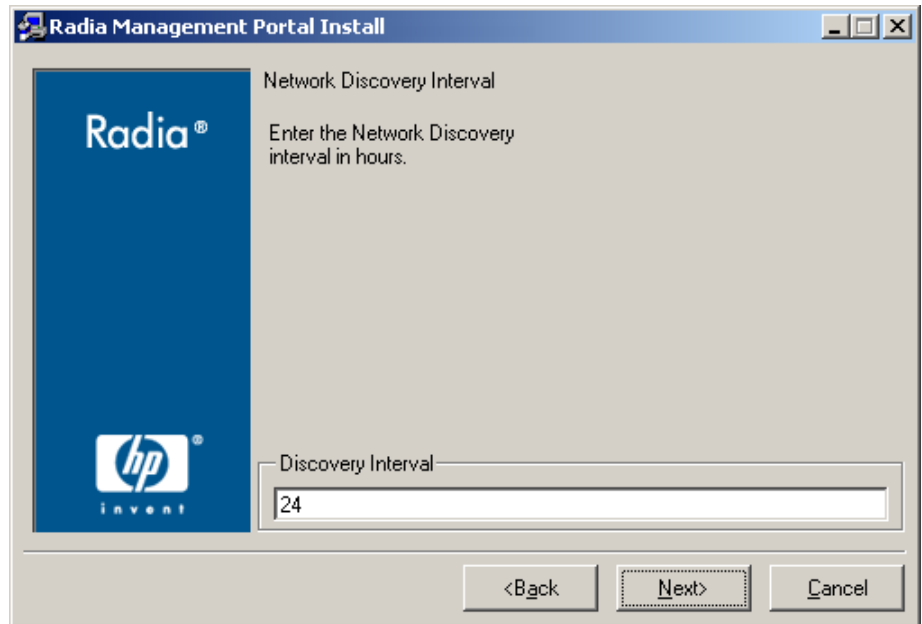 Radia Management Portal Install
Radia®
Network Discovery Interval
Enter the Network Discovery
interval in hours.
hp®
invent
Discovery Interval
24
<Back
Next>
Cancel